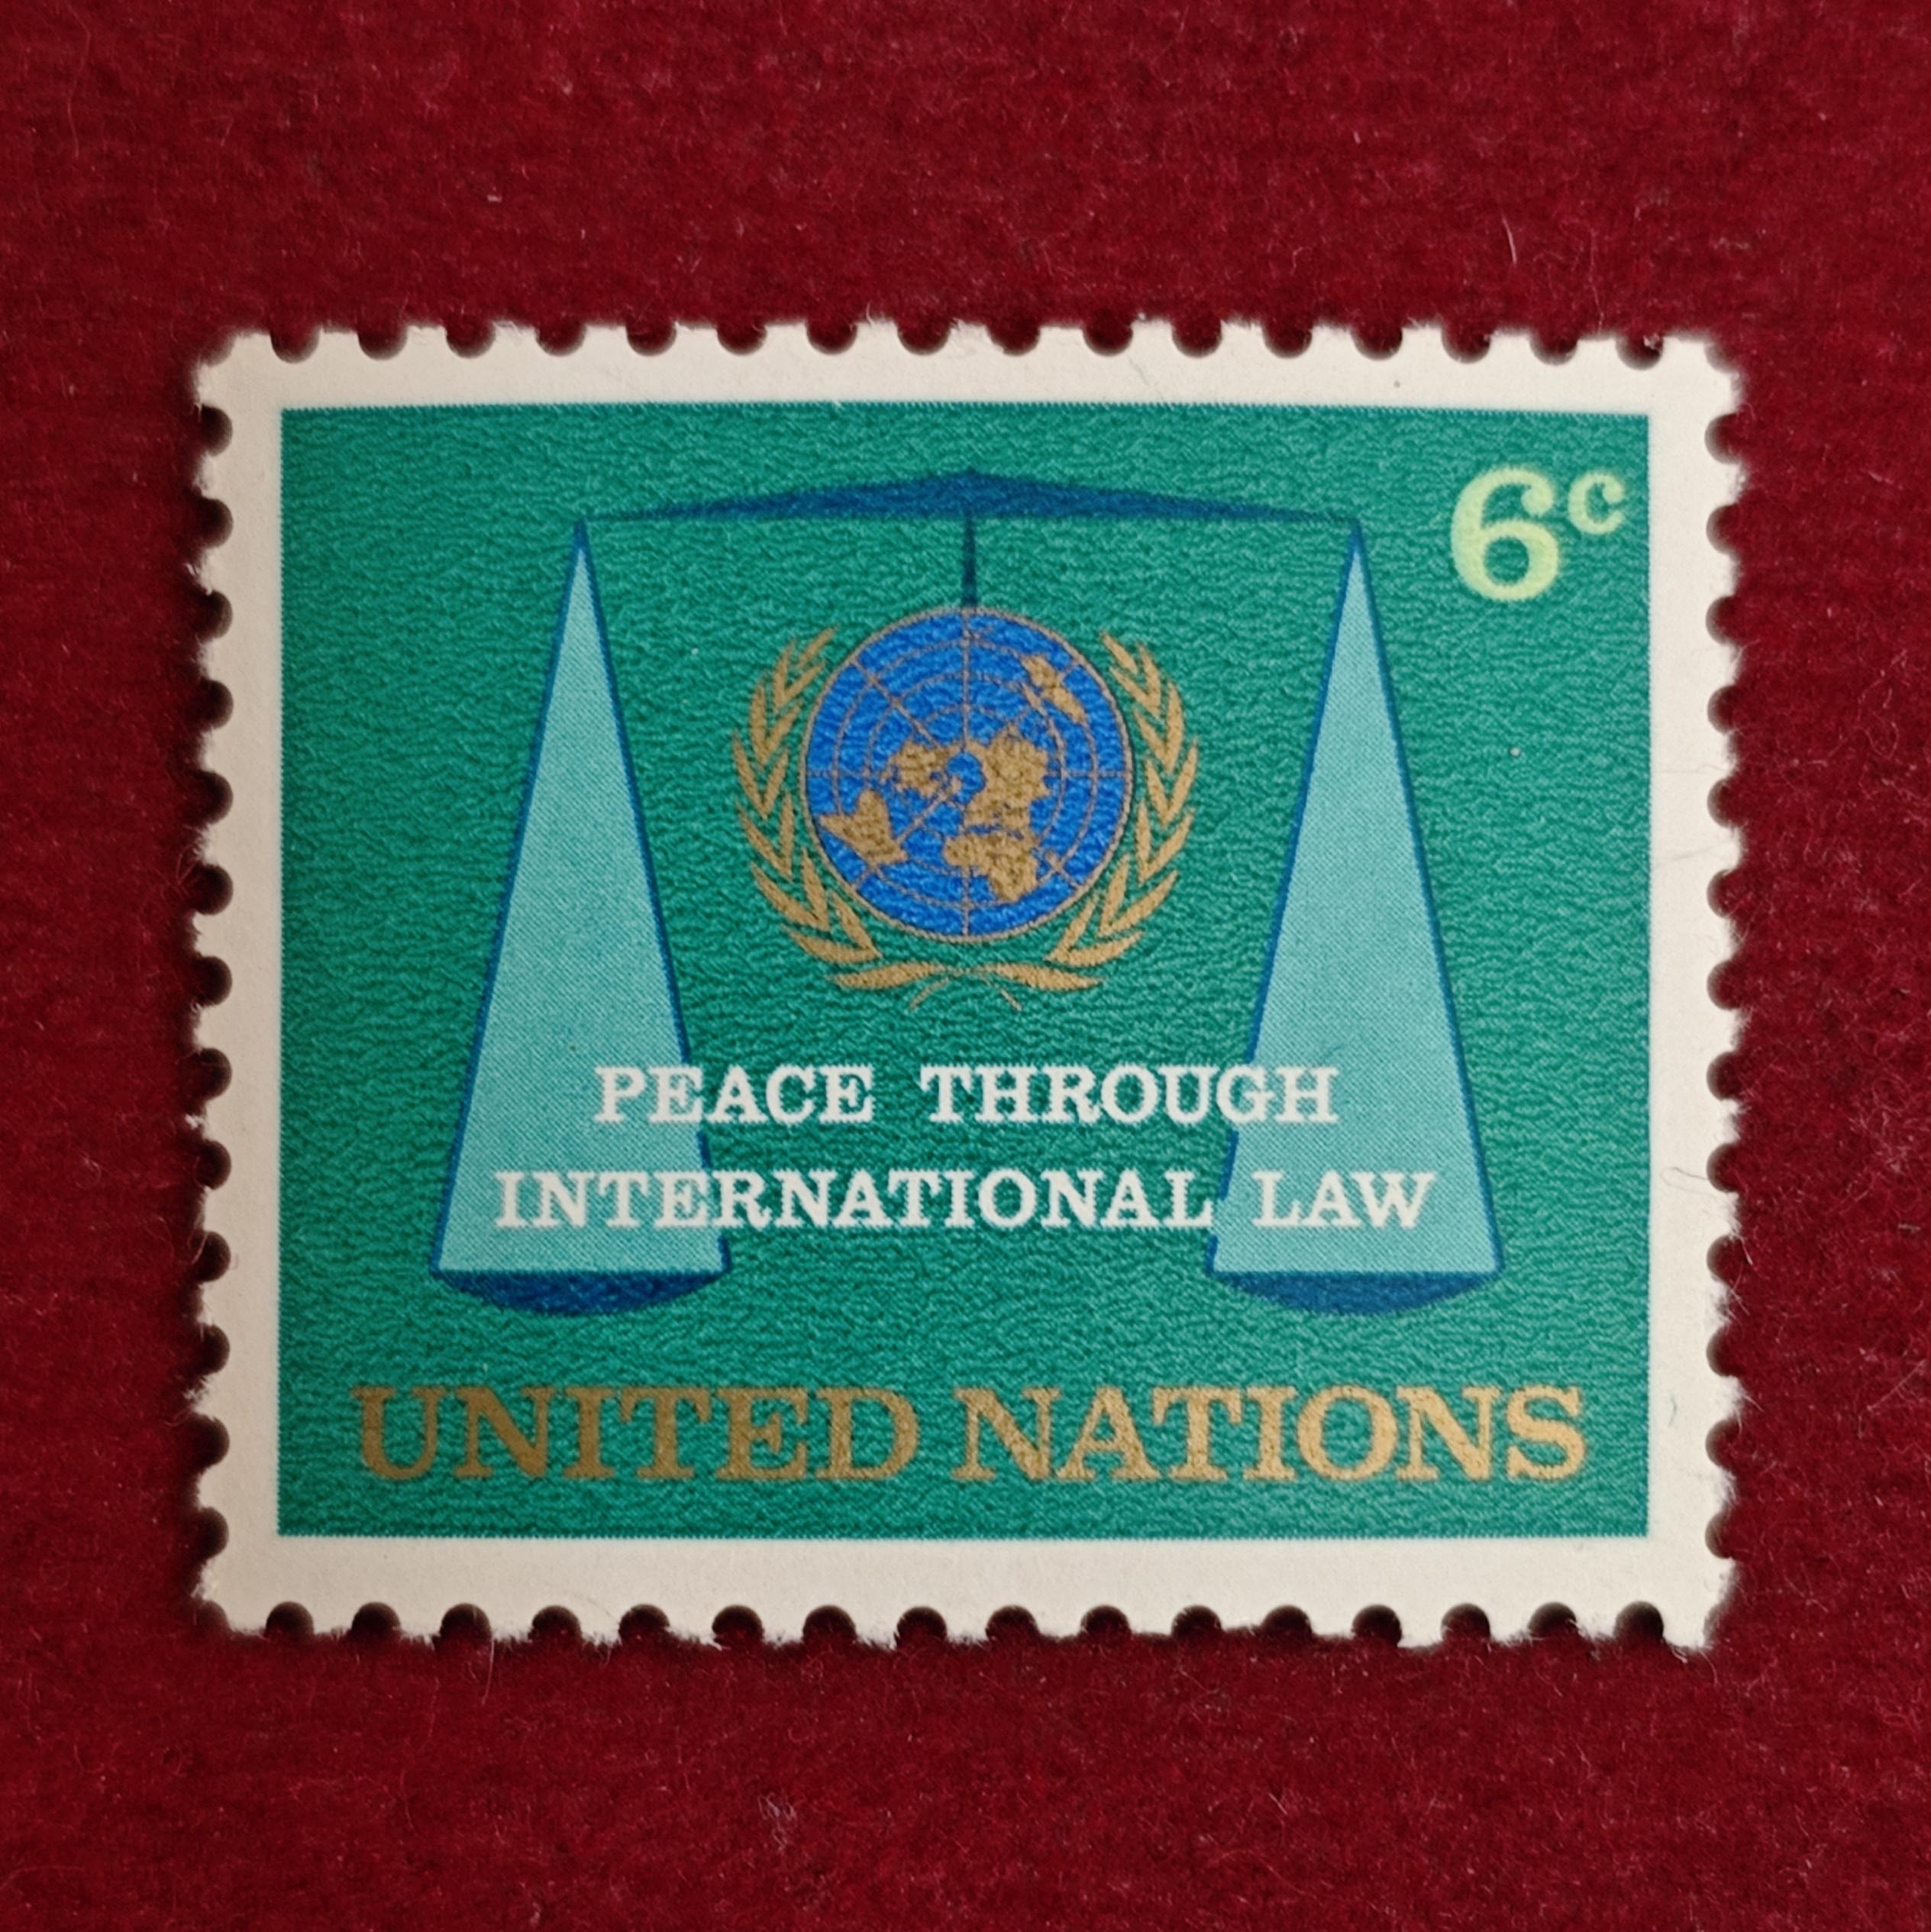 6c
PEACE THROUGH
INTERNATIONAL LAW
UNITED NATIONS